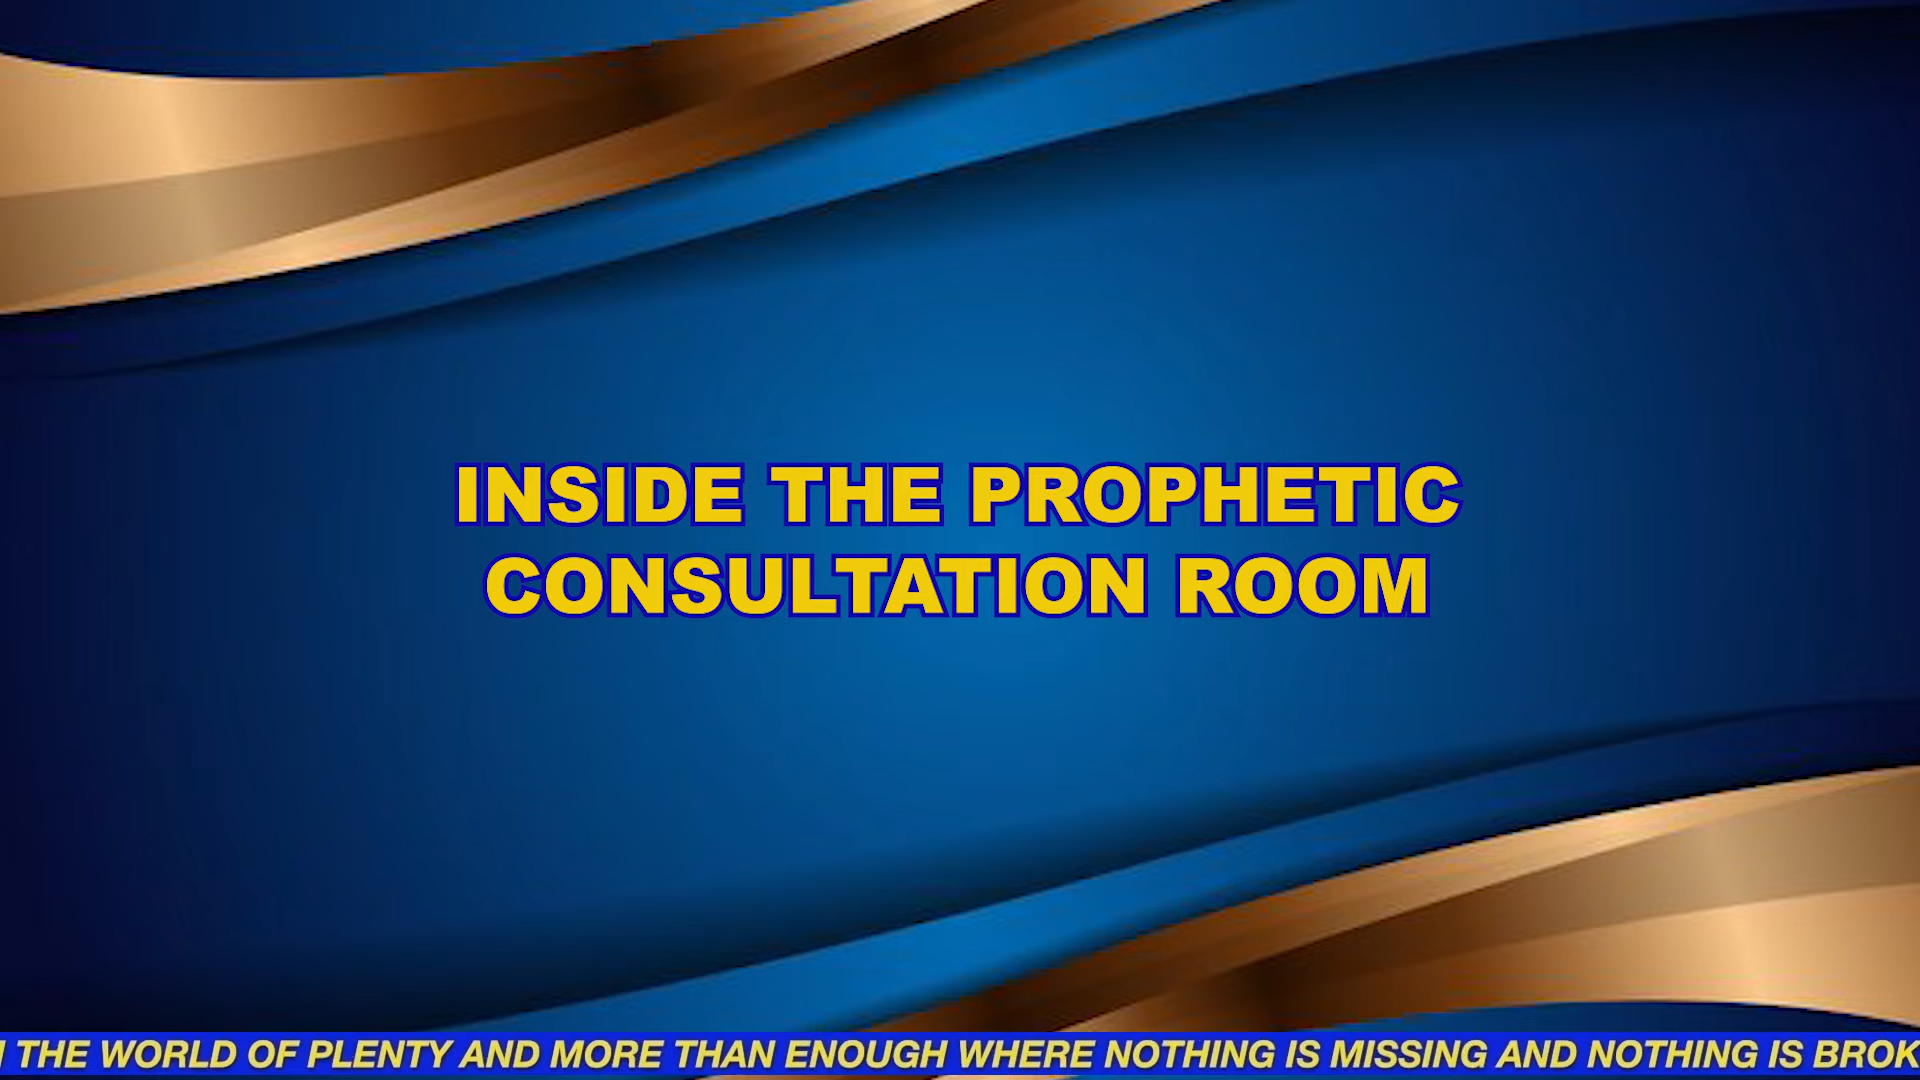 INSIDE THE PROPHETIC
CONSULTATION ROOM
THE WORLD OF PLENTY AND MORE THAN ENOUGH WHERE NOTHING IS MISSING AND NOTHING IS BROK